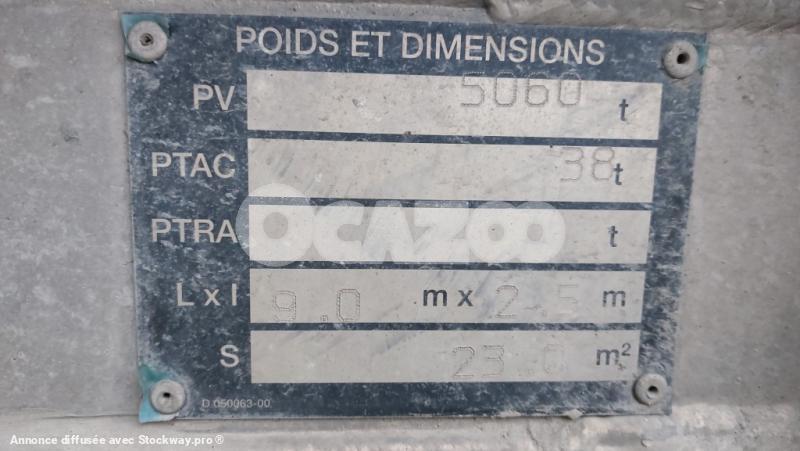 POIDS ET DIMENSIONS
PV 5060 t
PTAC 38 t
PTRA t
OCAZOO
L x l 9.0 m x 2.5 m
S 23.0 m²
D 050063-00
Annonce diffusée avec Stockway.pro ®